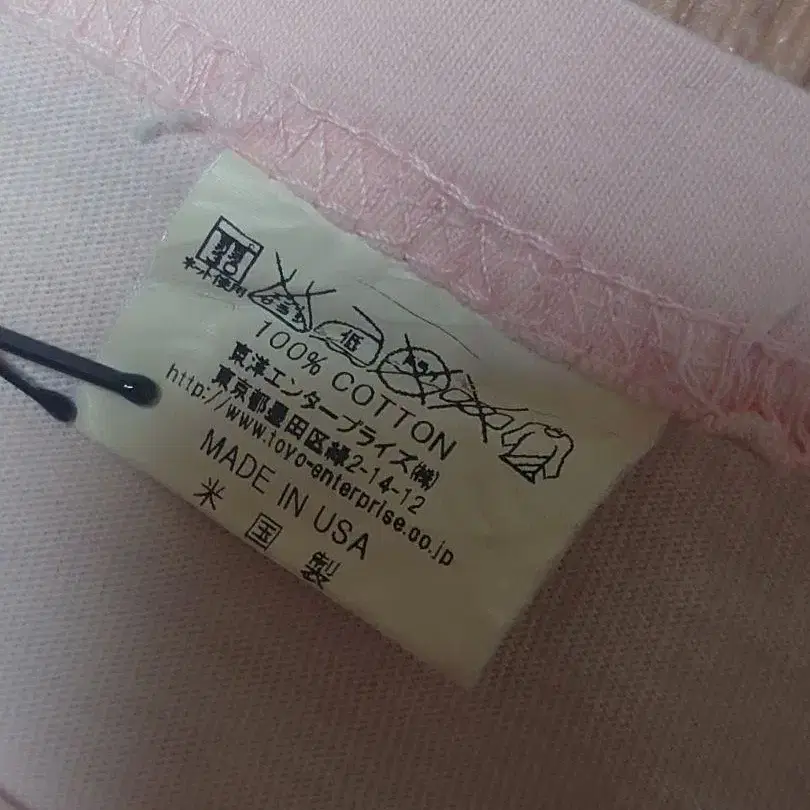 ネット使用
低
100% COTTON
東洋エンタープライズ(株)
東京都墨田区緑2-14-12
http://www.toyo-enterprise.co.jp
MADE IN USA
米国製